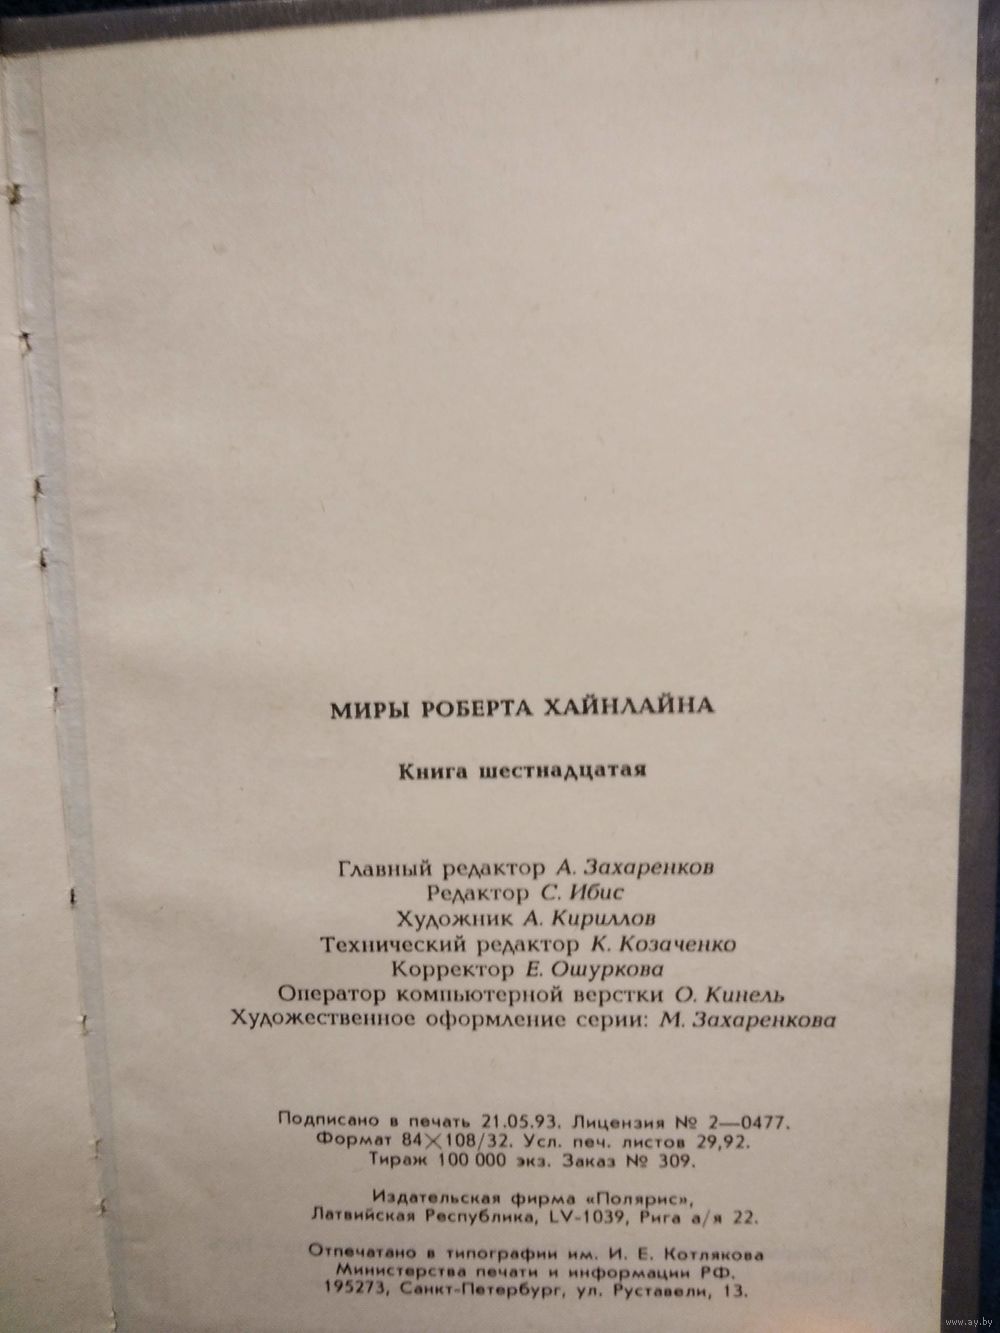 МИРЫ РОБЕРТА ХАЙНЛАЙНА
Книга шестнадцатая
Главный редактор А. Захаренков
Редактор С. Ибис
Художник А. Кириллов
Технический редактор К. Козаченко
Корректор Е. Ошуркова
Оператор компьютерной верстки О. Кинель
Художественное оформление серии: М. Захаренкова
Подписано в печать 21.05.93. Лицензия № 2—0477.
Формат 84×108/32. Усл. печ. листов 29,92.
Тираж 100 000 экз. Заказ № 309.
Издательская фирма «Полярис»,
Латвийская Республика, LV-1039, Рига а/я 22.
Отпечатано в типографии им. И. Е. Котлякова
Министерства печати и информации РФ.
195273, Санкт-Петербург, ул. Руставели, 13.
www.ay.by